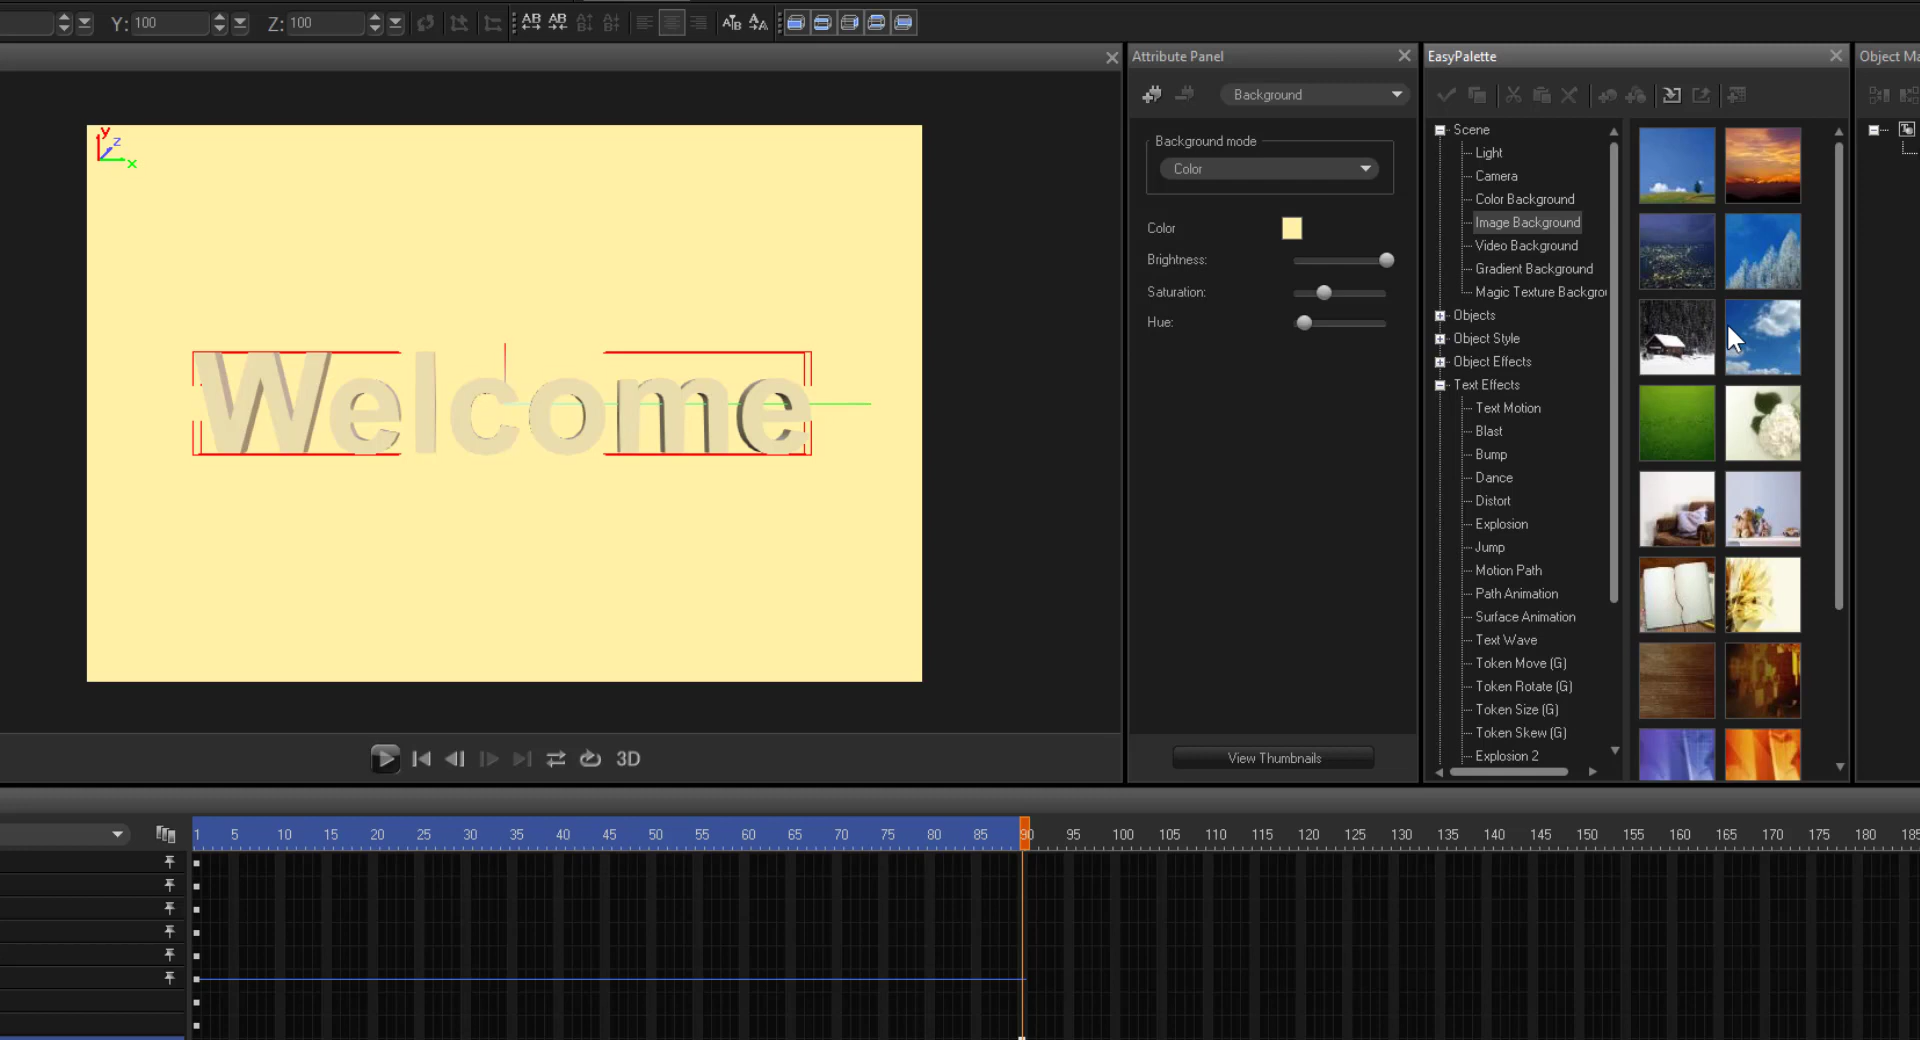 Y: 100
Z: 100
AB AB
Attribute Panel
EasyPalette
Object Ma
Background
Background mode
Color
Color
Brightness:
Saturation:
Hue:
View Thumbnails
Scene
Light
Camera
Color Background
Image Background
Video Background
Gradient Background
Magic Texture Backgro
Objects
Object Style
Object Effects
Text Effects
Text Motion
Blast
Bump
Dance
Distort
Explosion
Jump
Motion Path
Path Animation
Surface Animation
Text Wave
Token Move (G)
Token Rotate (G)
Token Size (G)
Token Skew (G)
Explosion 2
y
z
x
Welcome
3D
1 5 10 15 20 25 30 35 40 45 50 55 60 65 70 75 80 85 90 95 100 105 110 115 120 125 130 135 140 145 150 155 160 165 170 175 180 185